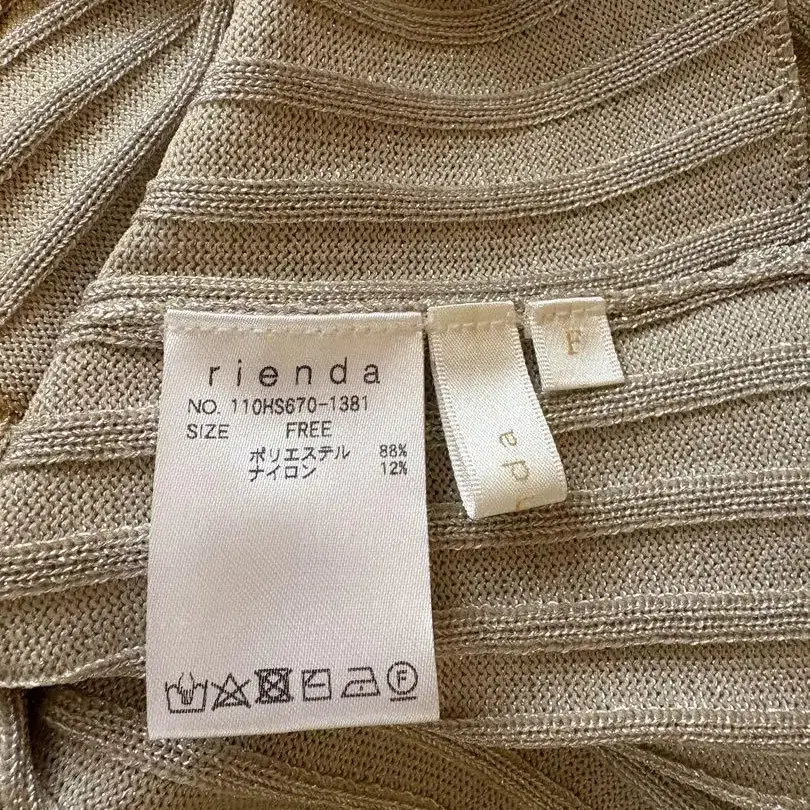 rienda
NO. 110HS670-1381
SIZE FREE
ポリエステル 88%
ナイロン 12%
F
F